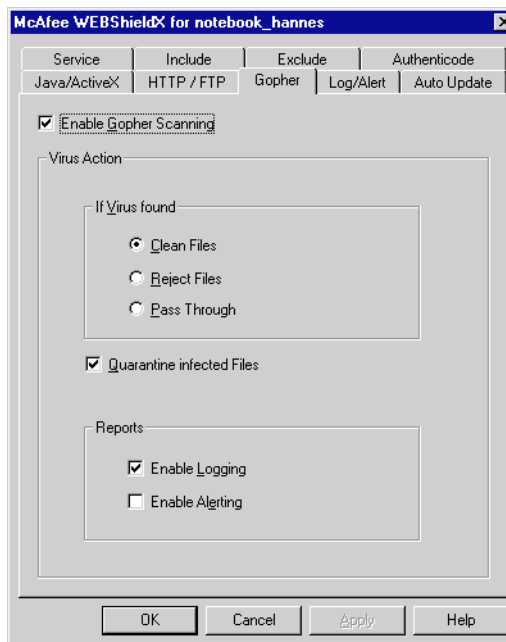 McAfee WEBShieldX for notebook_hannes
Service Include Exclude Authenticode
Java/ActiveX HTTP / FTP Gopher Log/Alert Auto Update
Enable Gopher Scanning
Virus Action
If Virus found
Clean Files
Reject Files
Pass Through
Quarantine infected Files
Reports
Enable Logging
Enable Alerting
OK Cancel Apply Help